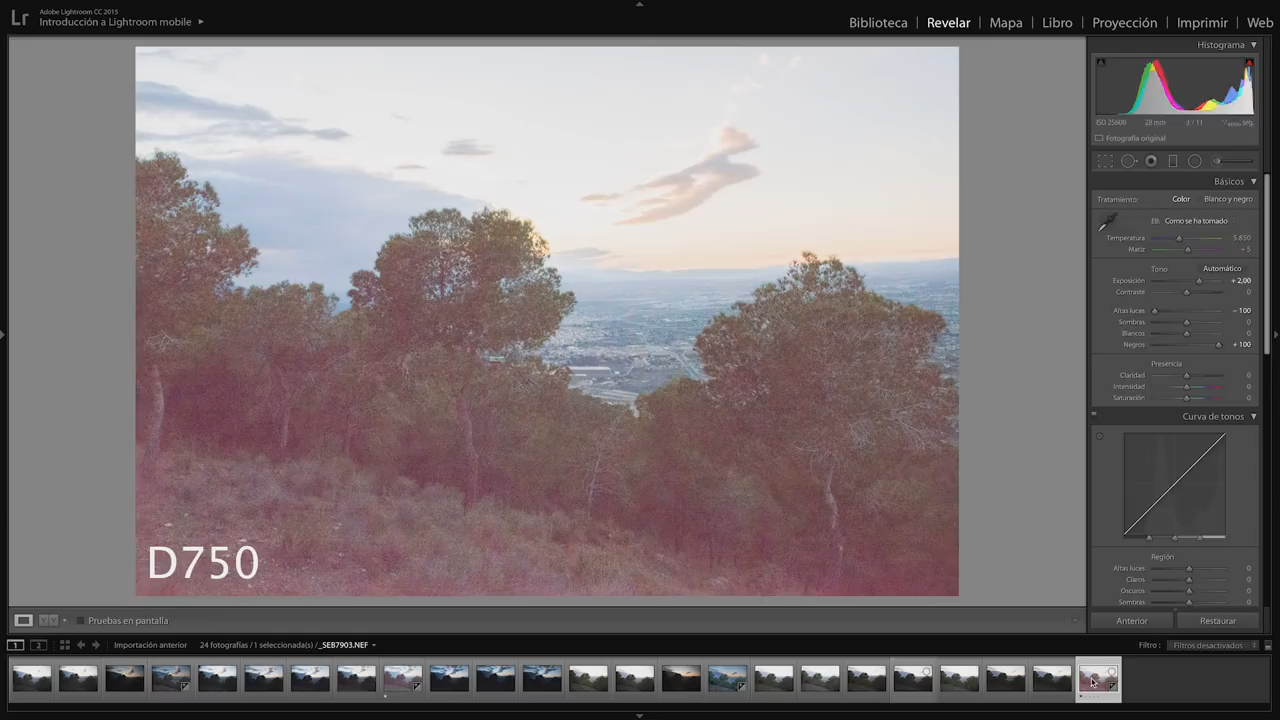 Lr
Adobe Lightroom CC 2015
Introducción a Lightroom mobile
Biblioteca | Revelar | Mapa | Libro | Proyección | Imprimir | Web
Histograma
ISO 25600 28 mm f / 11
Fotografía original
Básicos
Tratamiento: Color Blanco y negro
EB: Como se ha tomado
Temperatura 5.850
Matiz + 5
Tono Automático
Exposición + 2,00
Contraste 0
Altas luces − 100
Sombras 0
Blancos 0
Negros + 100
Presencia
Claridad 0
Intensidad 0
Saturación 0
Curva de tonos
Región
Altas luces 0
Claros 0
Oscuros 0
Sombras 0
D750
Pruebas en pantalla
Anterior Restaurar
1 2 Importación anterior 24 fotografías / 1 seleccionada(s) / _SEB7903.NEF
Filtro : Filtros desactivados